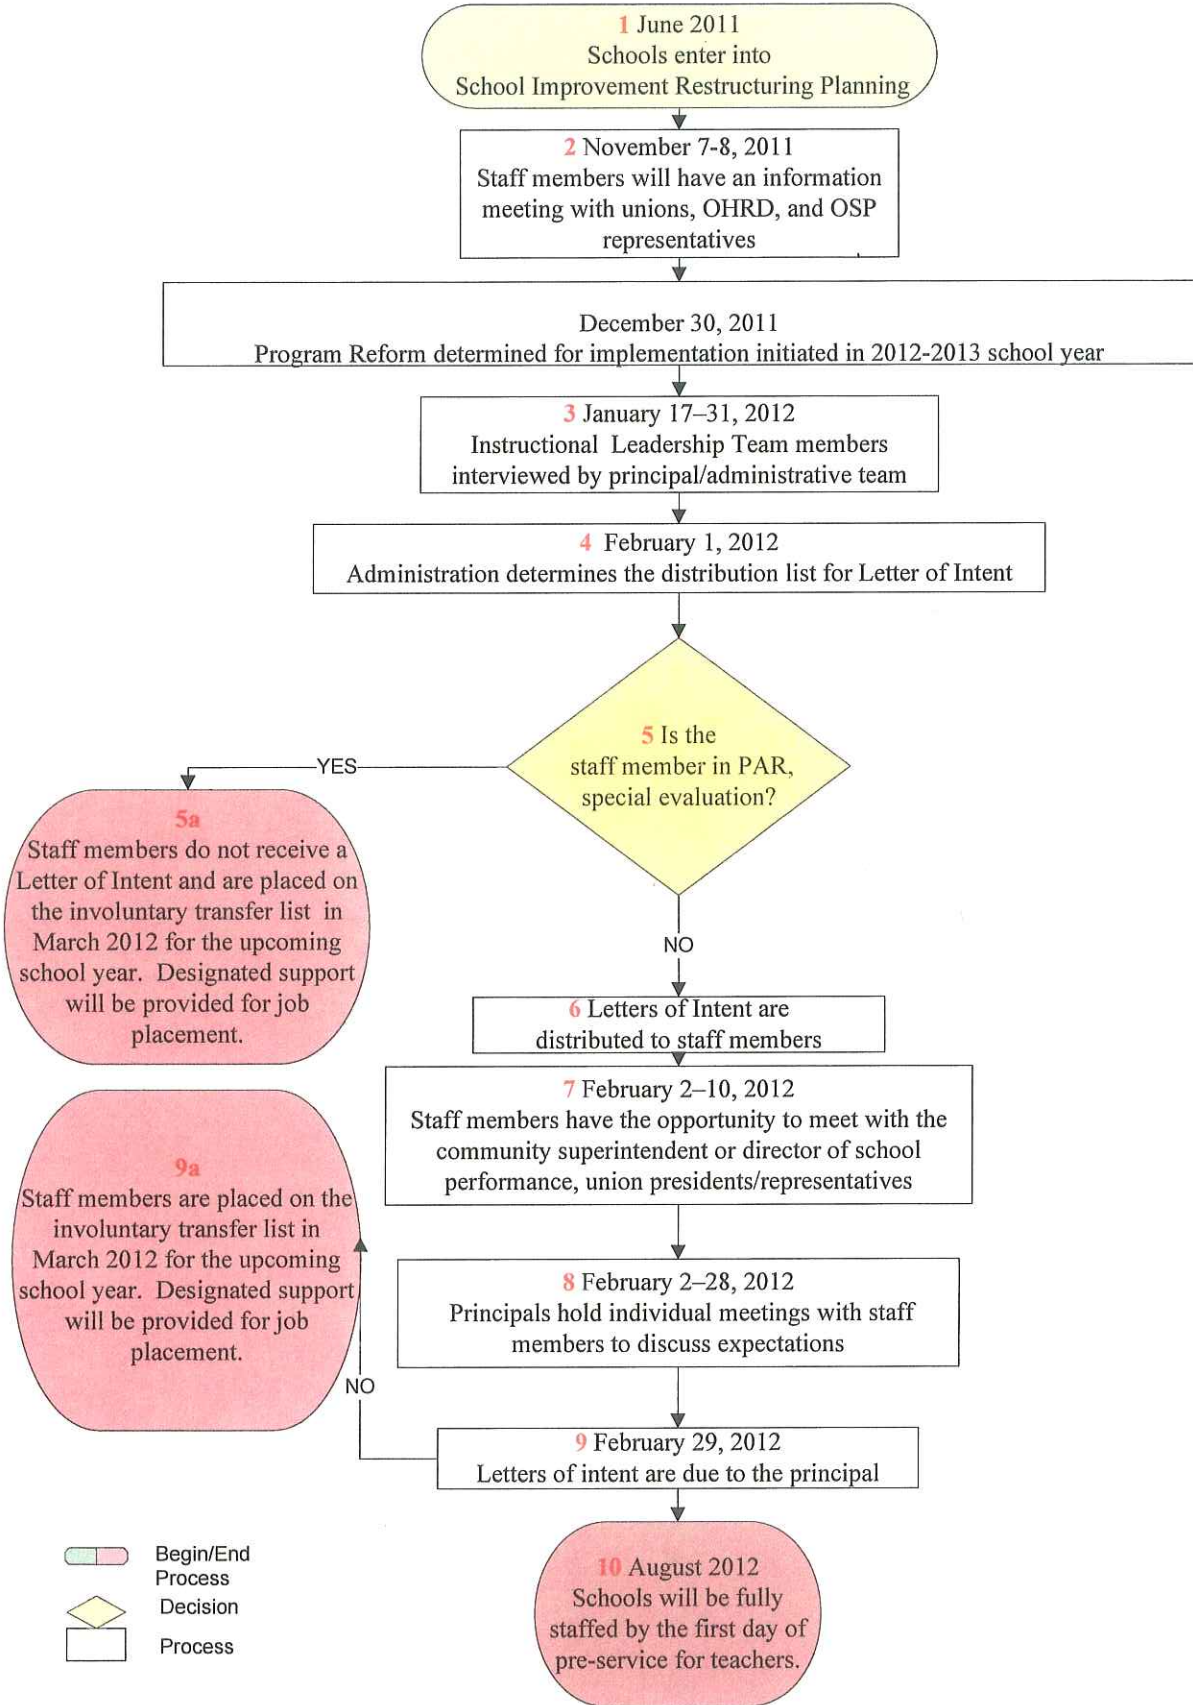 1 June 2011
Schools enter into
School Improvement Restructuring Planning
2 November 7-8, 2011
Staff members will have an information
meeting with unions, OHRD, and OSP
representatives
December 30, 2011
Program Reform determined for implementation initiated in 2012-2013 school year
3 January 17–31, 2012
Instructional Leadership Team members
interviewed by principal/administrative team
4 February 1, 2012
Administration determines the distribution list for Letter of Intent
5 Is the
staff member in PAR,
special evaluation?
YES
5a
Staff members do not receive a
Letter of Intent and are placed on
the involuntary transfer list in
March 2012 for the upcoming
school year. Designated support
will be provided for job
placement.
NO
6 Letters of Intent are
distributed to staff members
7 February 2–10, 2012
Staff members have the opportunity to meet with the
community superintendent or director of school
performance, union presidents/representatives
8 February 2–28, 2012
Principals hold individual meetings with staff
members to discuss expectations
9 February 29, 2012
Letters of intent are due to the principal
NO
9a
Staff members are placed on the
involuntary transfer list in
March 2012 for the upcoming
school year. Designated support
will be provided for job
placement.
10 August 2012
Schools will be fully
staffed by the first day of
pre-service for teachers.
Begin/End
Process
Decision
Process